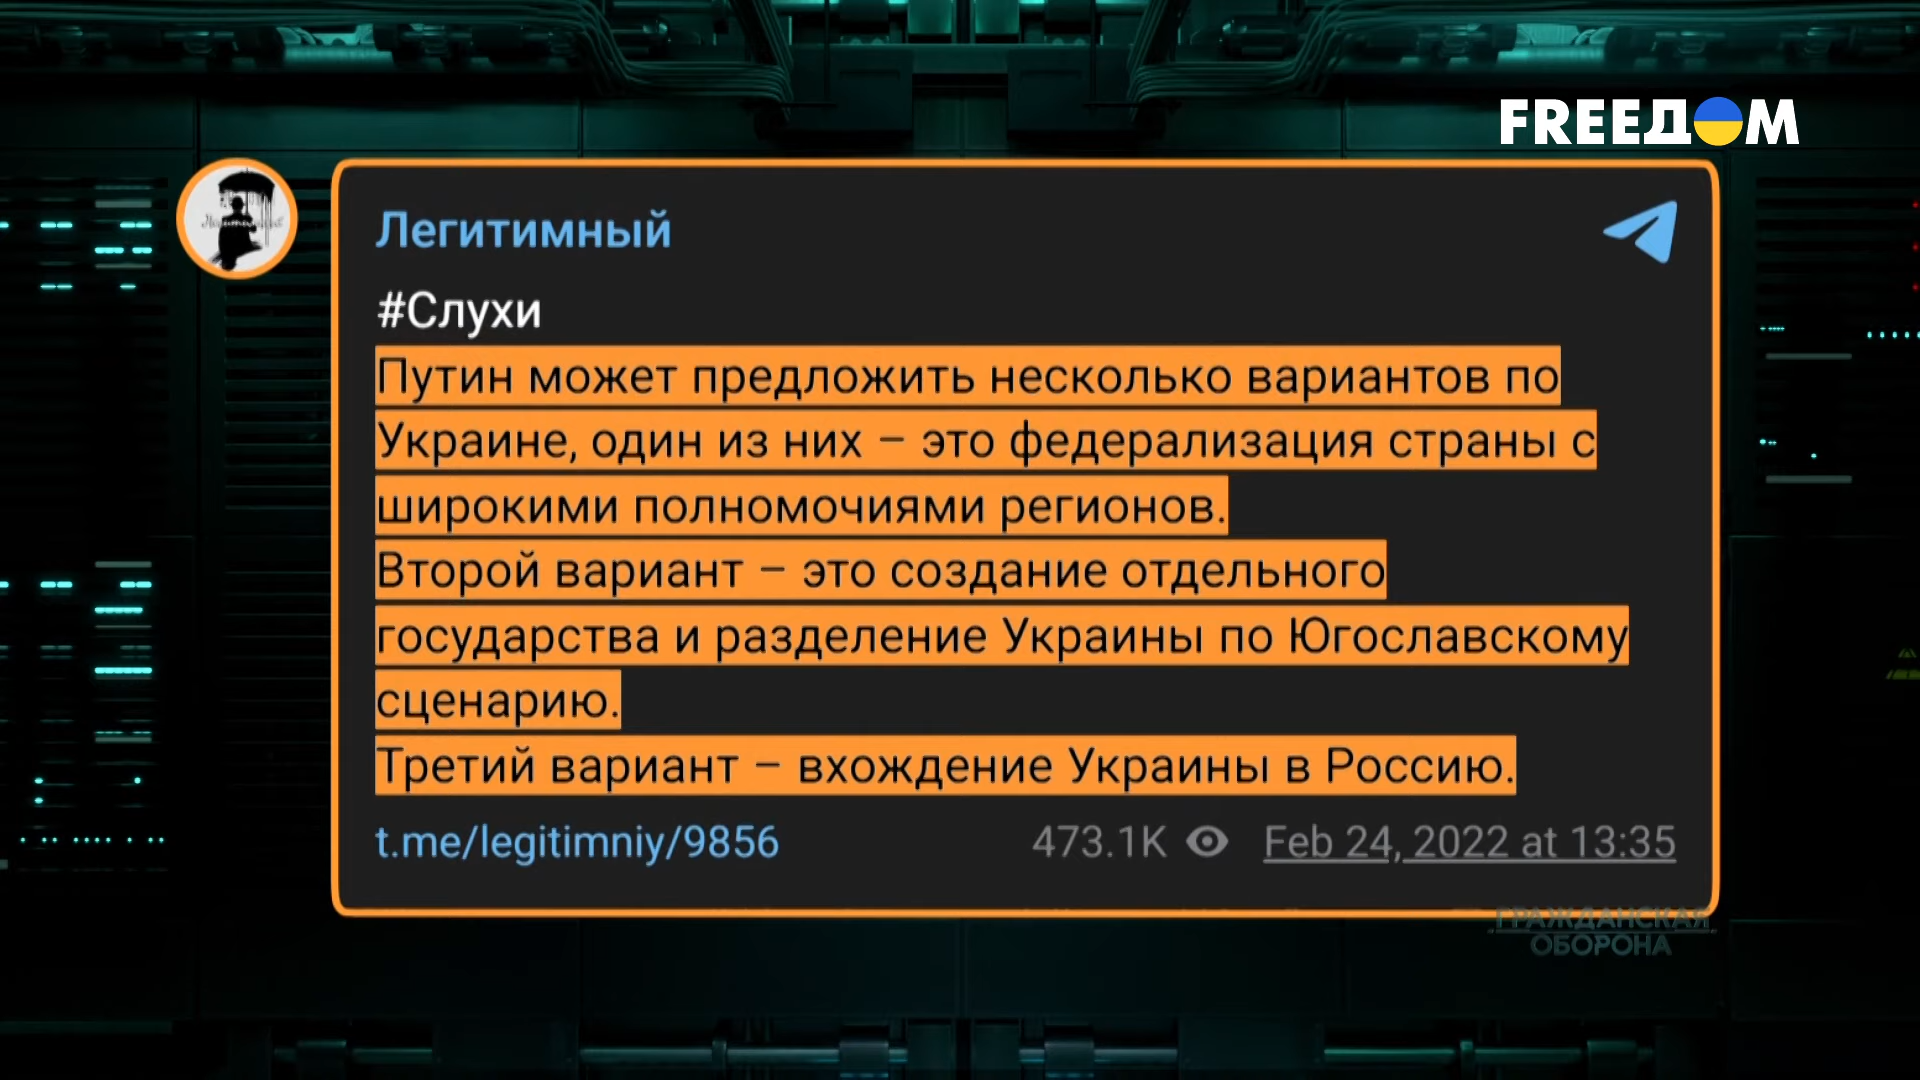 FREEДOM
Легитимный
#Слухи
Путин может предложить несколько вариантов по
Украине, один из них – это федерализация страны с
широкими полномочиями регионов.
Второй вариант – это создание отдельного
государства и разделение Украины по Югославскому
сценарию.
Третий вариант – вхождение Украины в Россию.
t.me/legitimniy/9856 473.1K Feb 24, 2022 at 13:35
ГРАЖДАНСКАЯ
ОБОРОНА